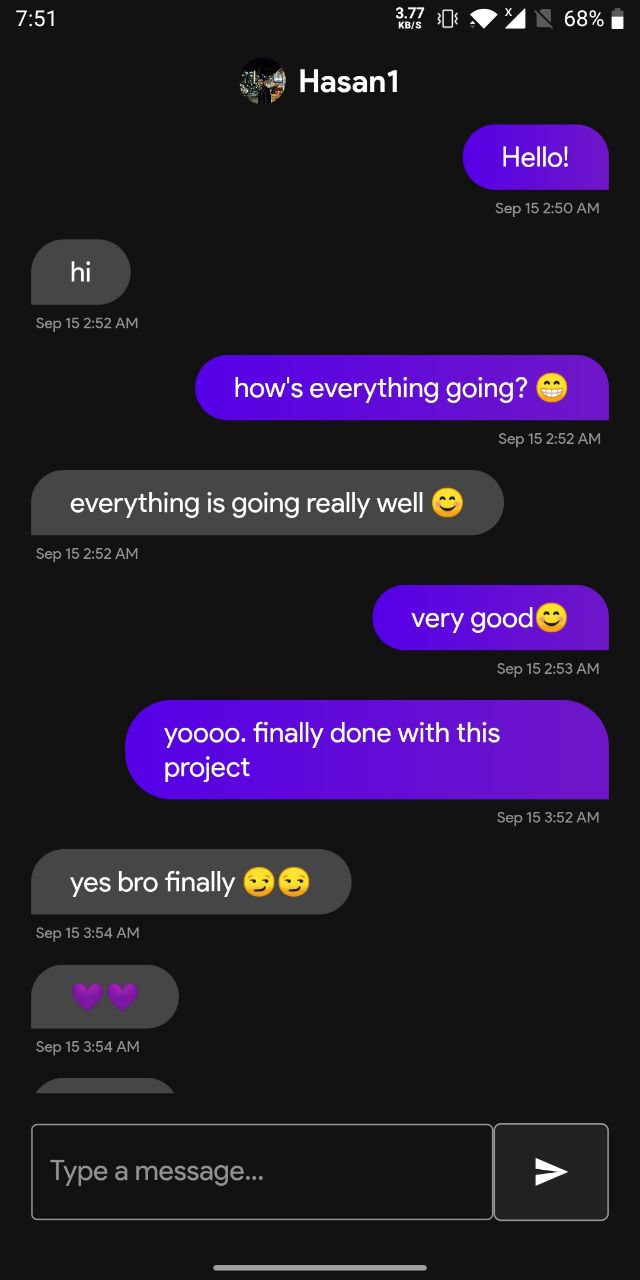 7:51
3.77
KB/S
X
68%
Hasan1
Hello!
Sep 15 2:50 AM
hi
Sep 15 2:52 AM
how's everything going? 😁
Sep 15 2:52 AM
everything is going really well 😊
Sep 15 2:52 AM
very good😊
Sep 15 2:53 AM
yoooo. finally done with this
project
Sep 15 3:52 AM
yes bro finally 😏😏
Sep 15 3:54 AM
💜💜
Sep 15 3:54 AM
Type a message...